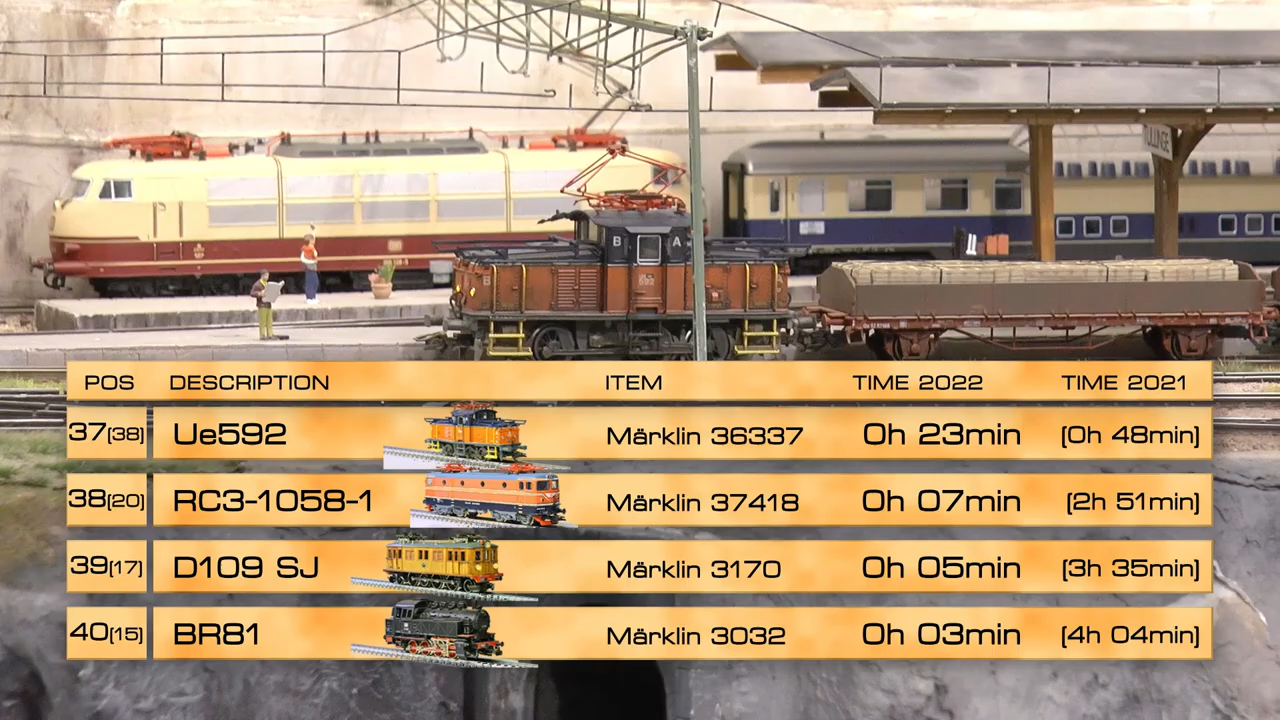 TULLINGE
B A
POS DESCRIPTION ITEM TIME 2022 TIME 2021
37[38] Ue592 Märklin 36337 0h 23min [0h 48min]
38[20] RC3-1058-1 Märklin 37418 0h 07min [2h 51min]
39[17] D109 SJ Märklin 3170 0h 05min [3h 35min]
40[15] BR81 Märklin 3032 0h 03min [4h 04min]